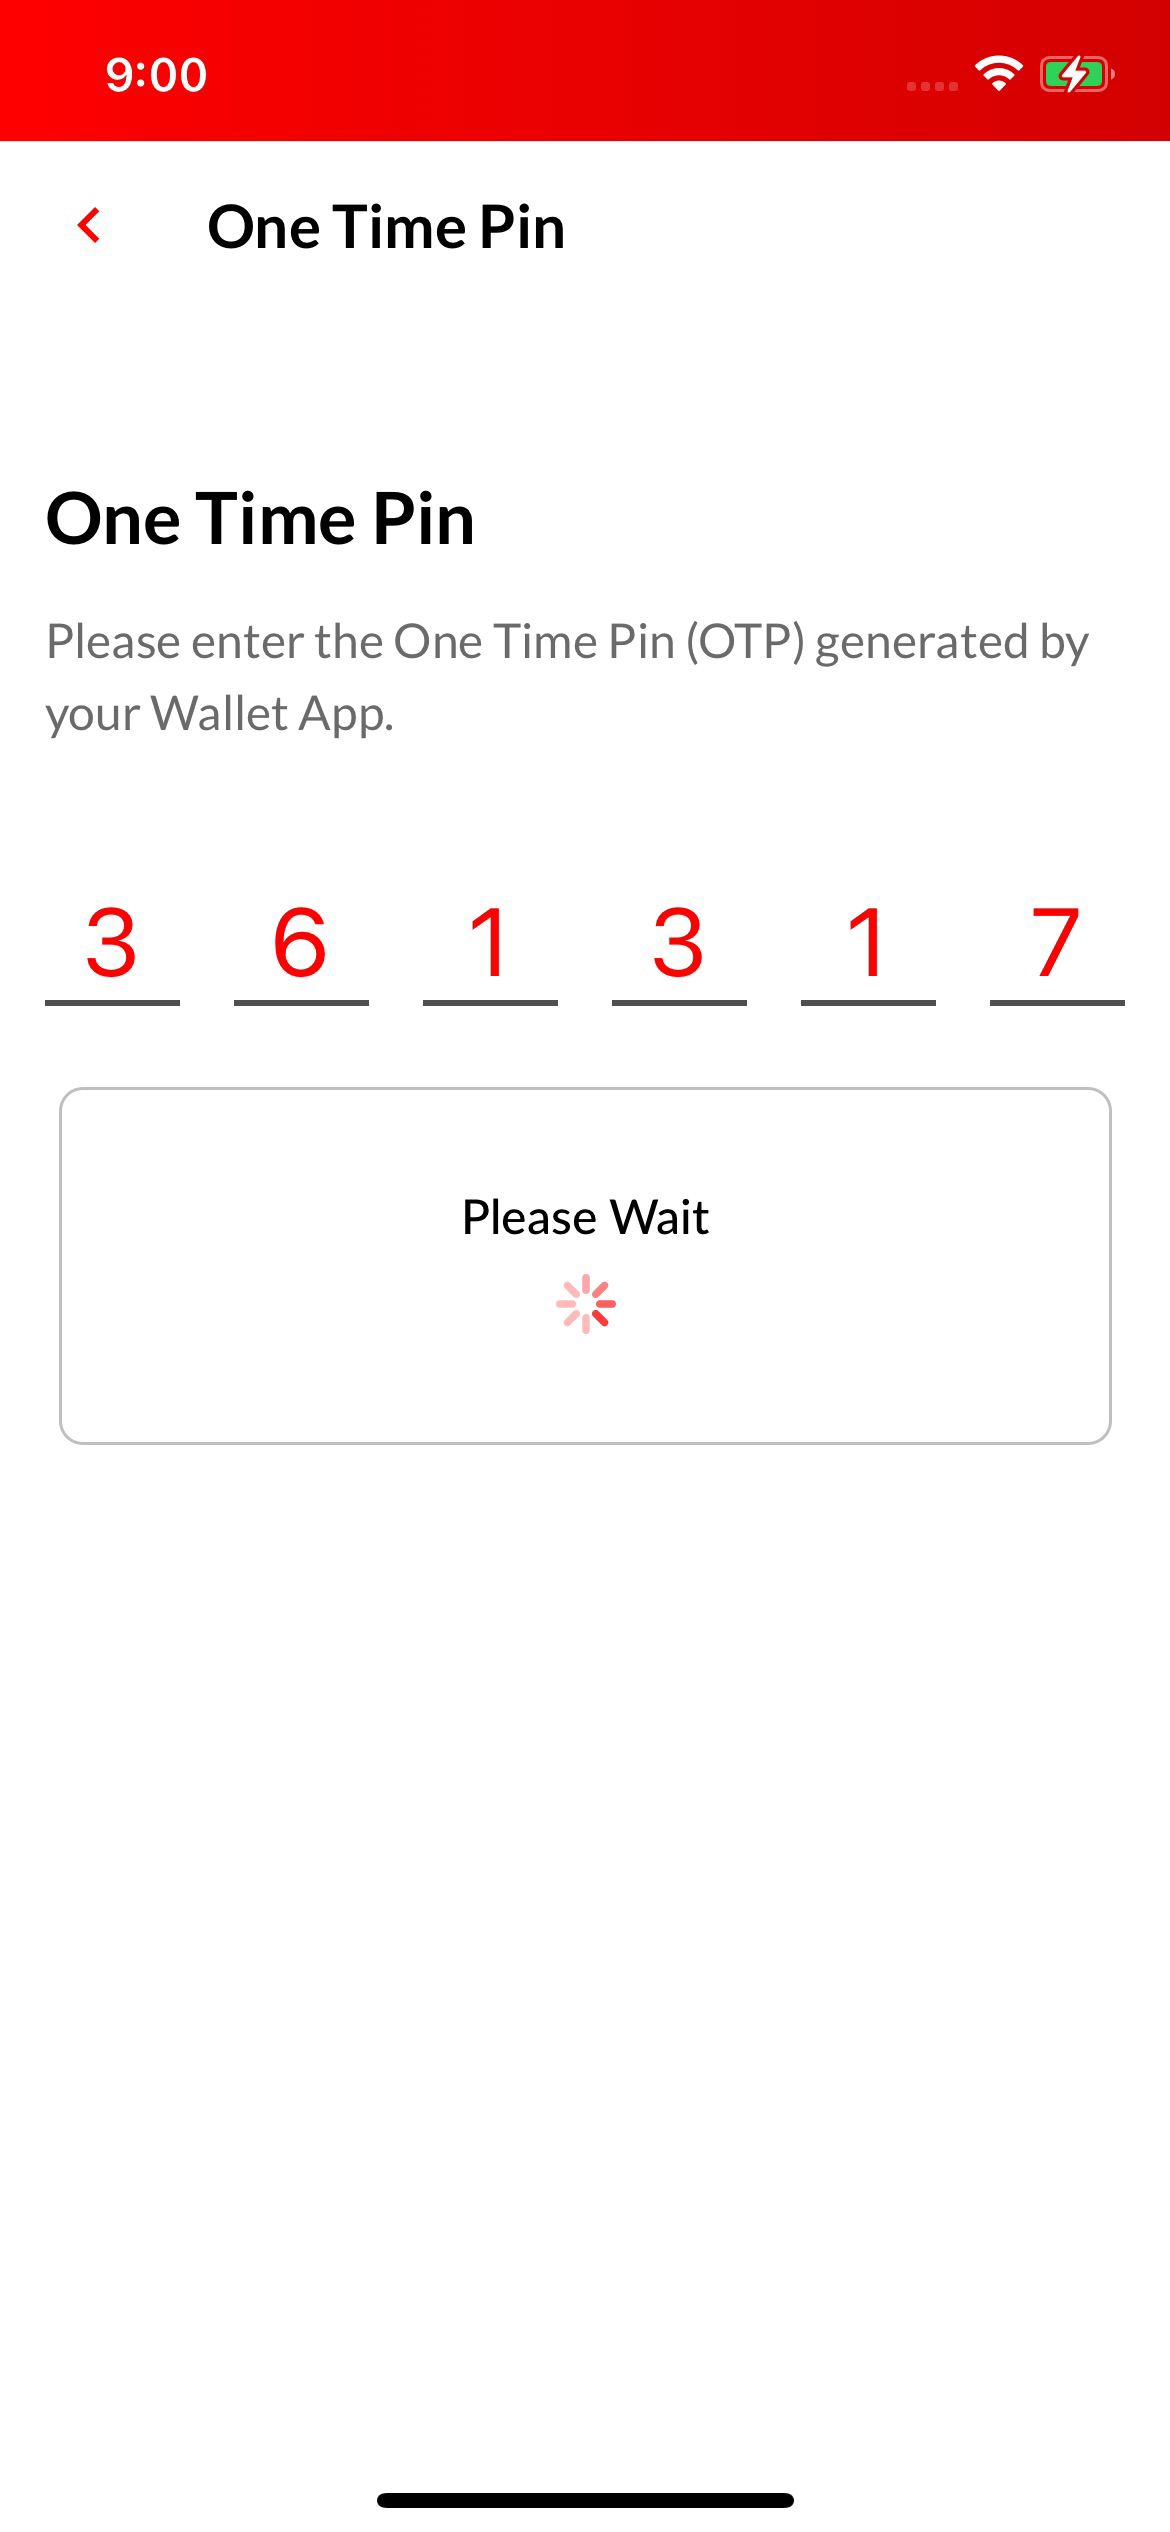 9:00
One Time Pin
One Time Pin
Please enter the One Time Pin (OTP) generated by
your Wallet App.
3 6 1 3 1 7
Please Wait